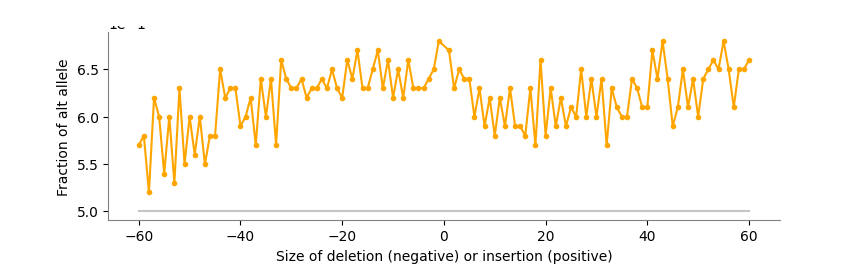 6.5
6.0
5.5
5.0
Fraction of alt allele
−60 −40 −20 0 20 40 60
Size of deletion (negative) or insertion (positive)